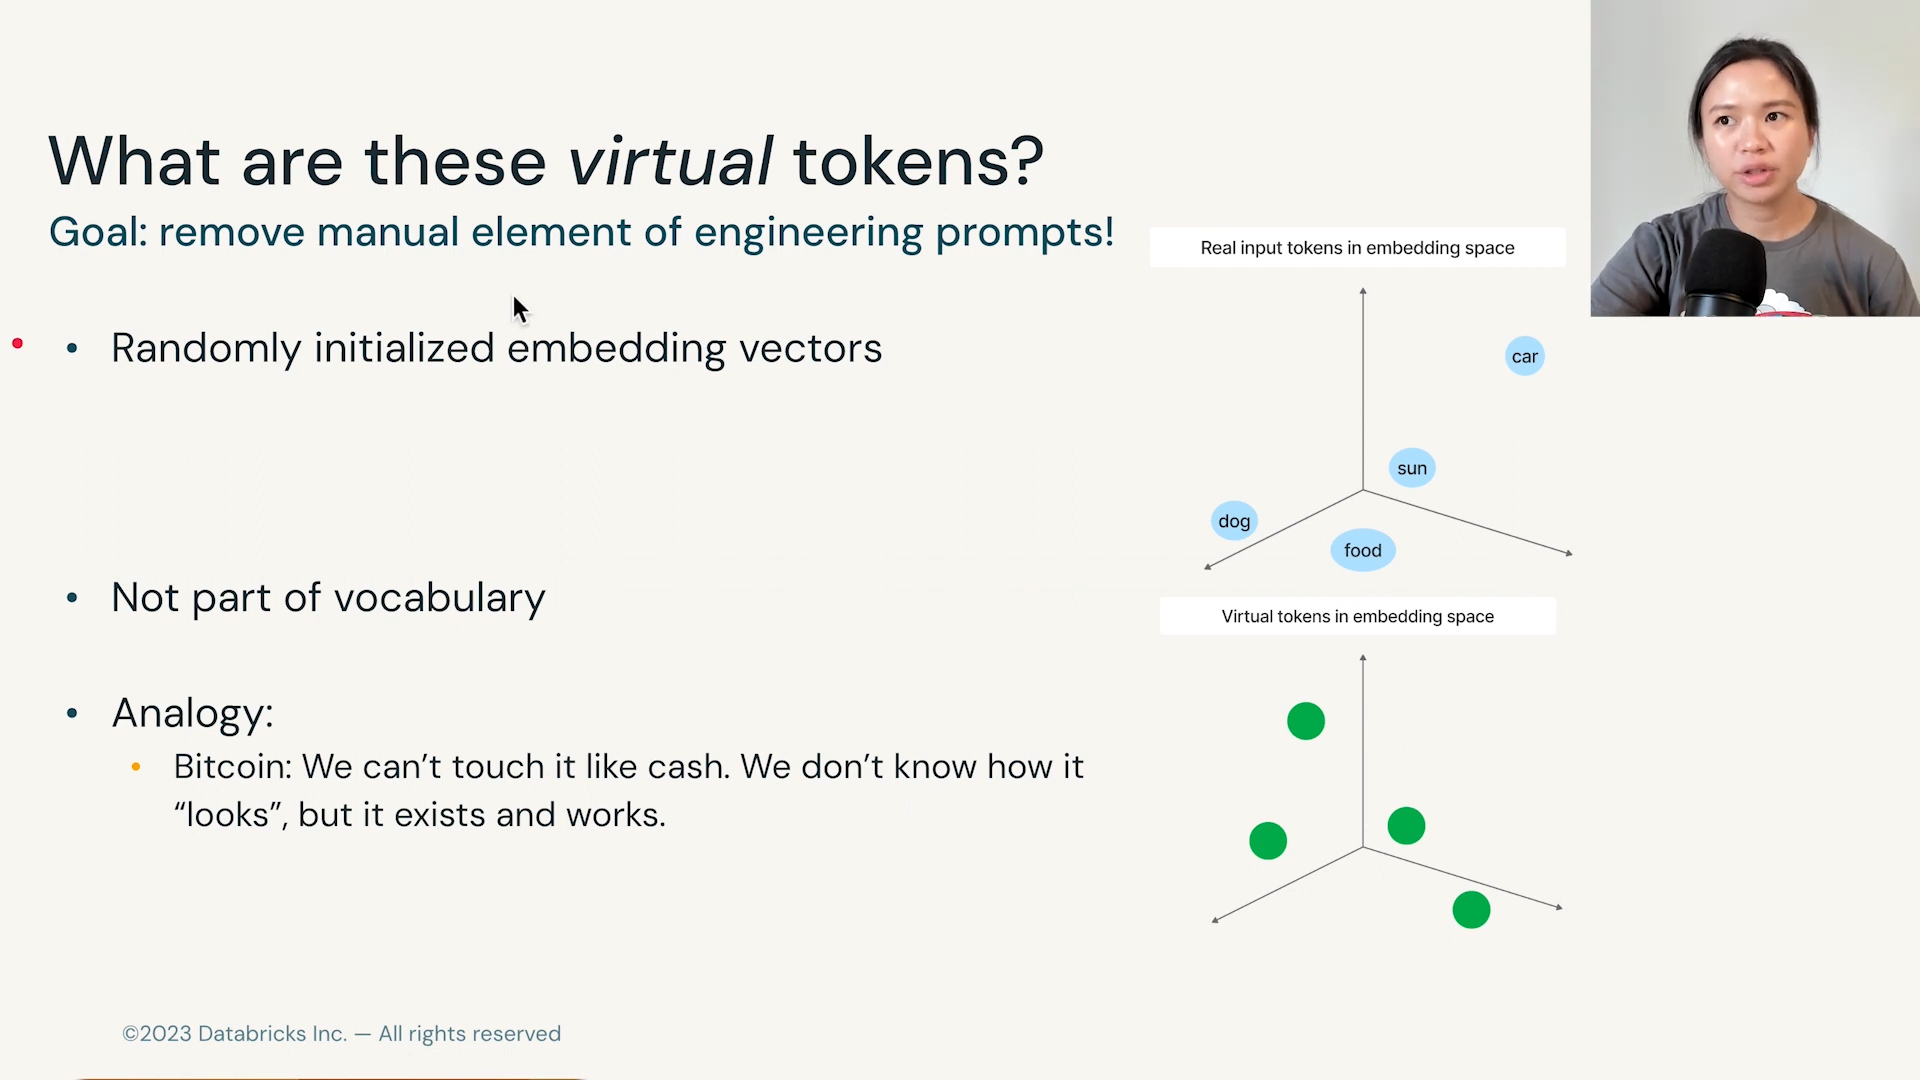 What are these virtual tokens?
Goal: remove manual element of engineering prompts!
• Randomly initialized embedding vectors
• Not part of vocabulary
• Analogy:
• Bitcoin: We can’t touch it like cash. We don’t know how it
“looks”, but it exists and works.
Real input tokens in embedding space
car
sun
dog
food
Virtual tokens in embedding space
©2023 Databricks Inc. — All rights reserved